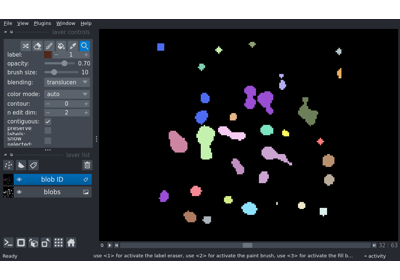 File View Plugins Window Help
layer controls
label: 1
opacity: 0.70
brush size: 10
blending: translucen
color mode: auto
contour: 0
n edit dim: 2
contiguous: ✓
preserve
labels:
show
selected:
layer list
blob ID
blobs
32 63
Ready
use <1> for activate the label eraser, use <2> for activate the paint brush, use <3> for activate the fill b...
activity